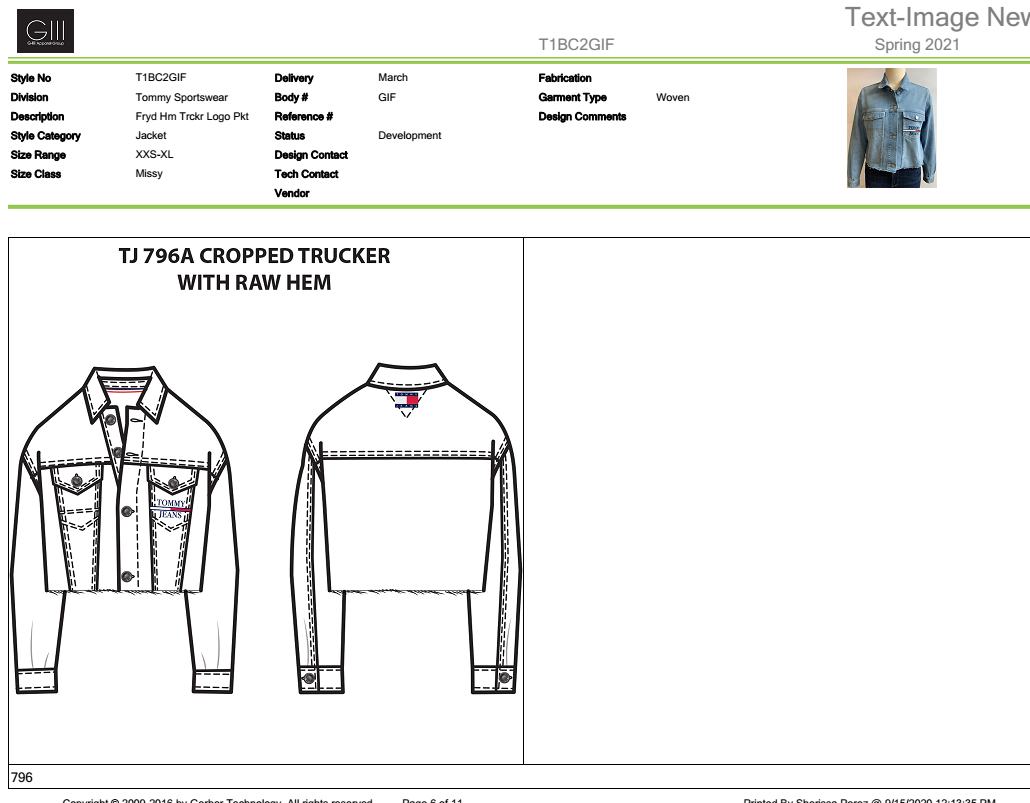 GIII
G-III Apparel Group
Text-Image New
T1BC2GIF
Spring 2021
Style No T1BC2GIF Delivery March Fabrication
Division Tommy Sportswear Body # GIF Garment Type Woven
Description Fryd Hm Trckr Logo Pkt Reference # Design Comments
Style Category Jacket Status Development
Size Range XXS-XL Design Contact
Size Class Missy Tech Contact
Vendor
TJ 796A CROPPED TRUCKER
WITH RAW HEM
TOMMY
JEANS
796
Copyright © 2009-2016 by Gerber Technology. All rights reserved. Page 6 of 11 Printed By Sherissa Perez @ 9/15/2020 12:13:35 PM